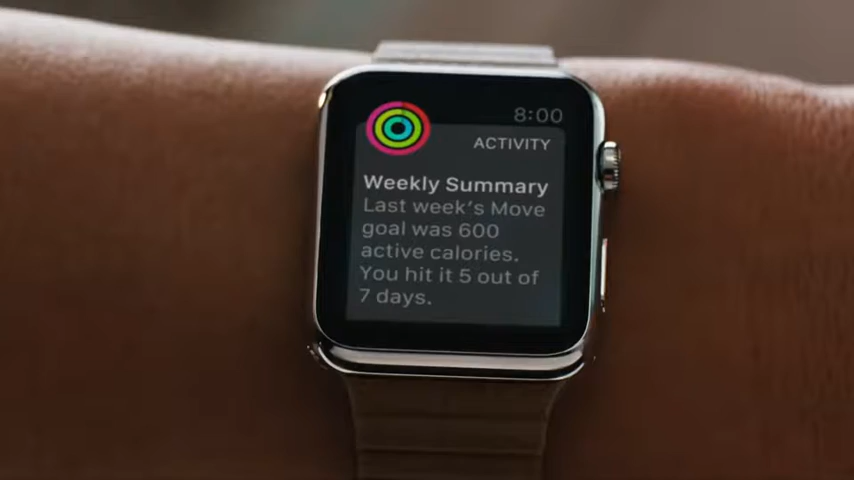 8:00
ACTIVITY
Weekly Summary
Last week's Move
goal was 600
active calories.
You hit it 5 out of
7 days.